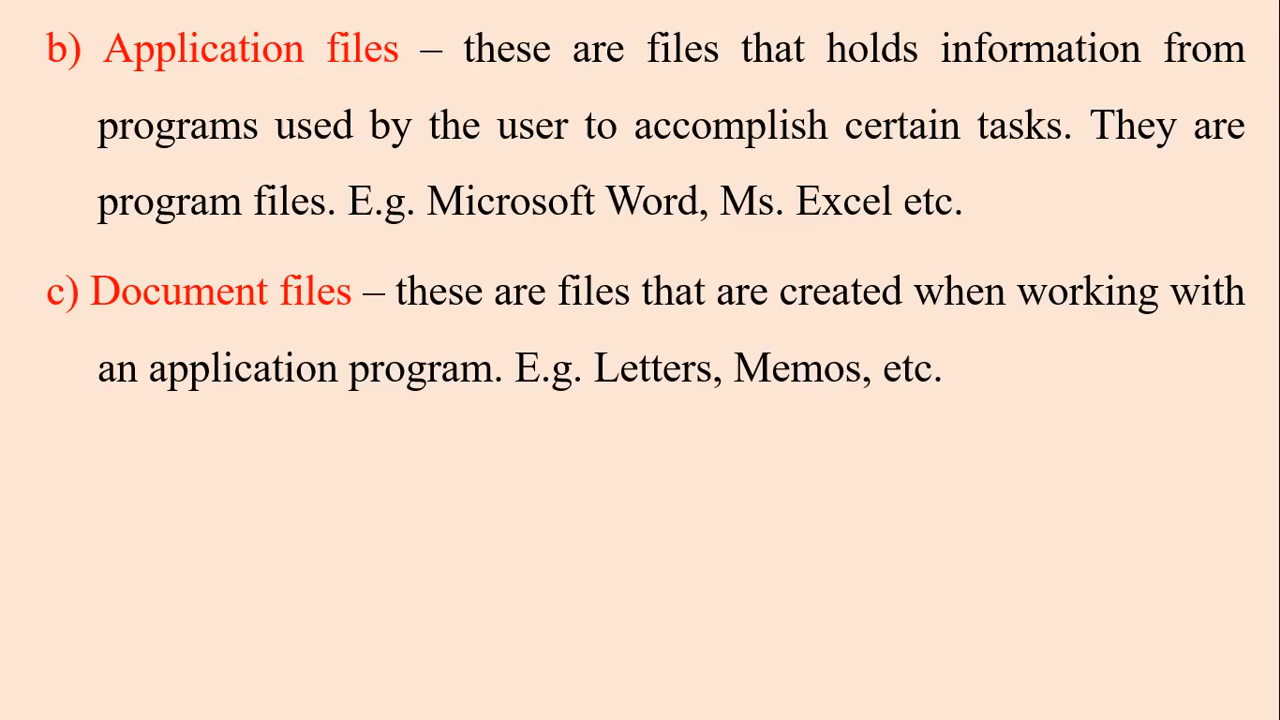 b) Application files – these are files that holds information from
programs used by the user to accomplish certain tasks. They are
program files. E.g. Microsoft Word, Ms. Excel etc.
c) Document files – these are files that are created when working with
an application program. E.g. Letters, Memos, etc.